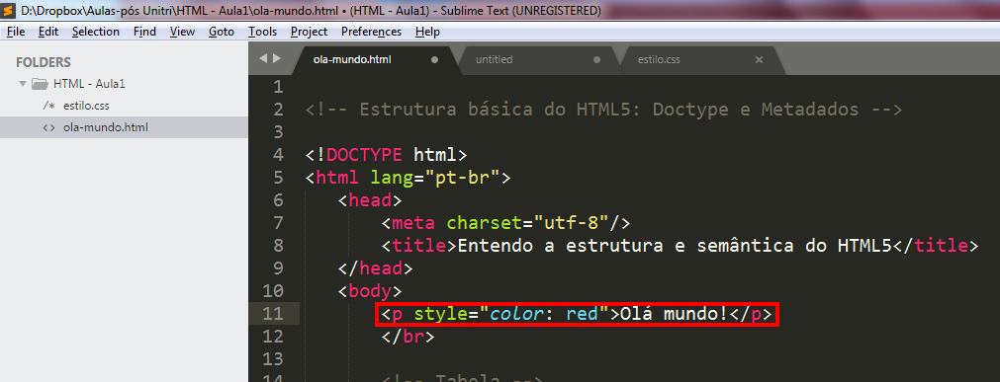 D:\Dropbox\Aulas-pós Unitri\HTML - Aula1\ola-mundo.html • (HTML - Aula1) - Sublime Text (UNREGISTERED)
File Edit Selection Find View Goto Tools Project Preferences Help
FOLDERS
HTML - Aula1
/* estilo.css
<> ola-mundo.html
ola-mundo.html untitled estilo.css
1
2 <!-- Estrutura básica do HTML5: Doctype e Metadados -->
3
4 <!DOCTYPE html>
5 <html lang="pt-br">
6 <head>
7 <meta charset="utf-8"/>
8 <title>Entendo a estrutura e semântica do HTML5</title>
9 </head>
10 <body>
11 <p style="color: red">Olá mundo!</p>
12 </br>
13
14 <!-- Tabela -->